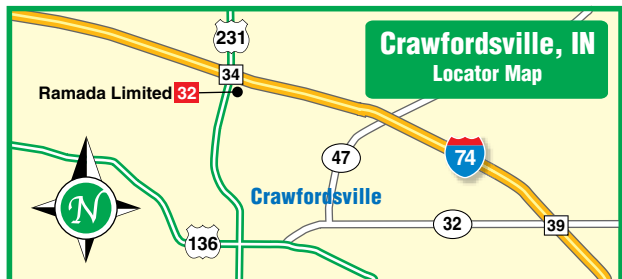 231
Crawfordsville, IN
Locator Map
34
Ramada Limited 32
47
74
Crawfordsville
N
32
39
136